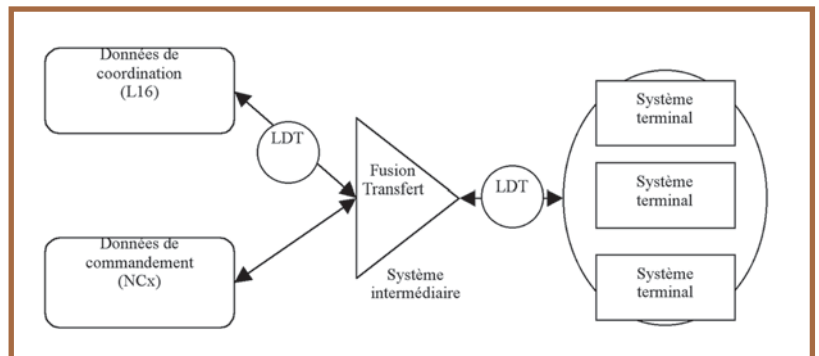 Données de
coordination
(L16)
LDT
Données de
commandement
(NCx)
Fusion
Transfert
Système
intermédiaire
LDT
Système
terminal
Système
terminal
Système
terminal